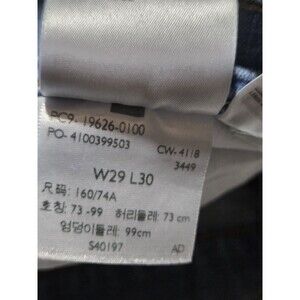 PC9- 19626-0100
PO- 4100399503
CW- 4118
3449
W29 L30
尺码: 160/74A
호칭: 73 -99 허리둘레: 73 cm
엉덩이둘레: 99cm
S40197
AD